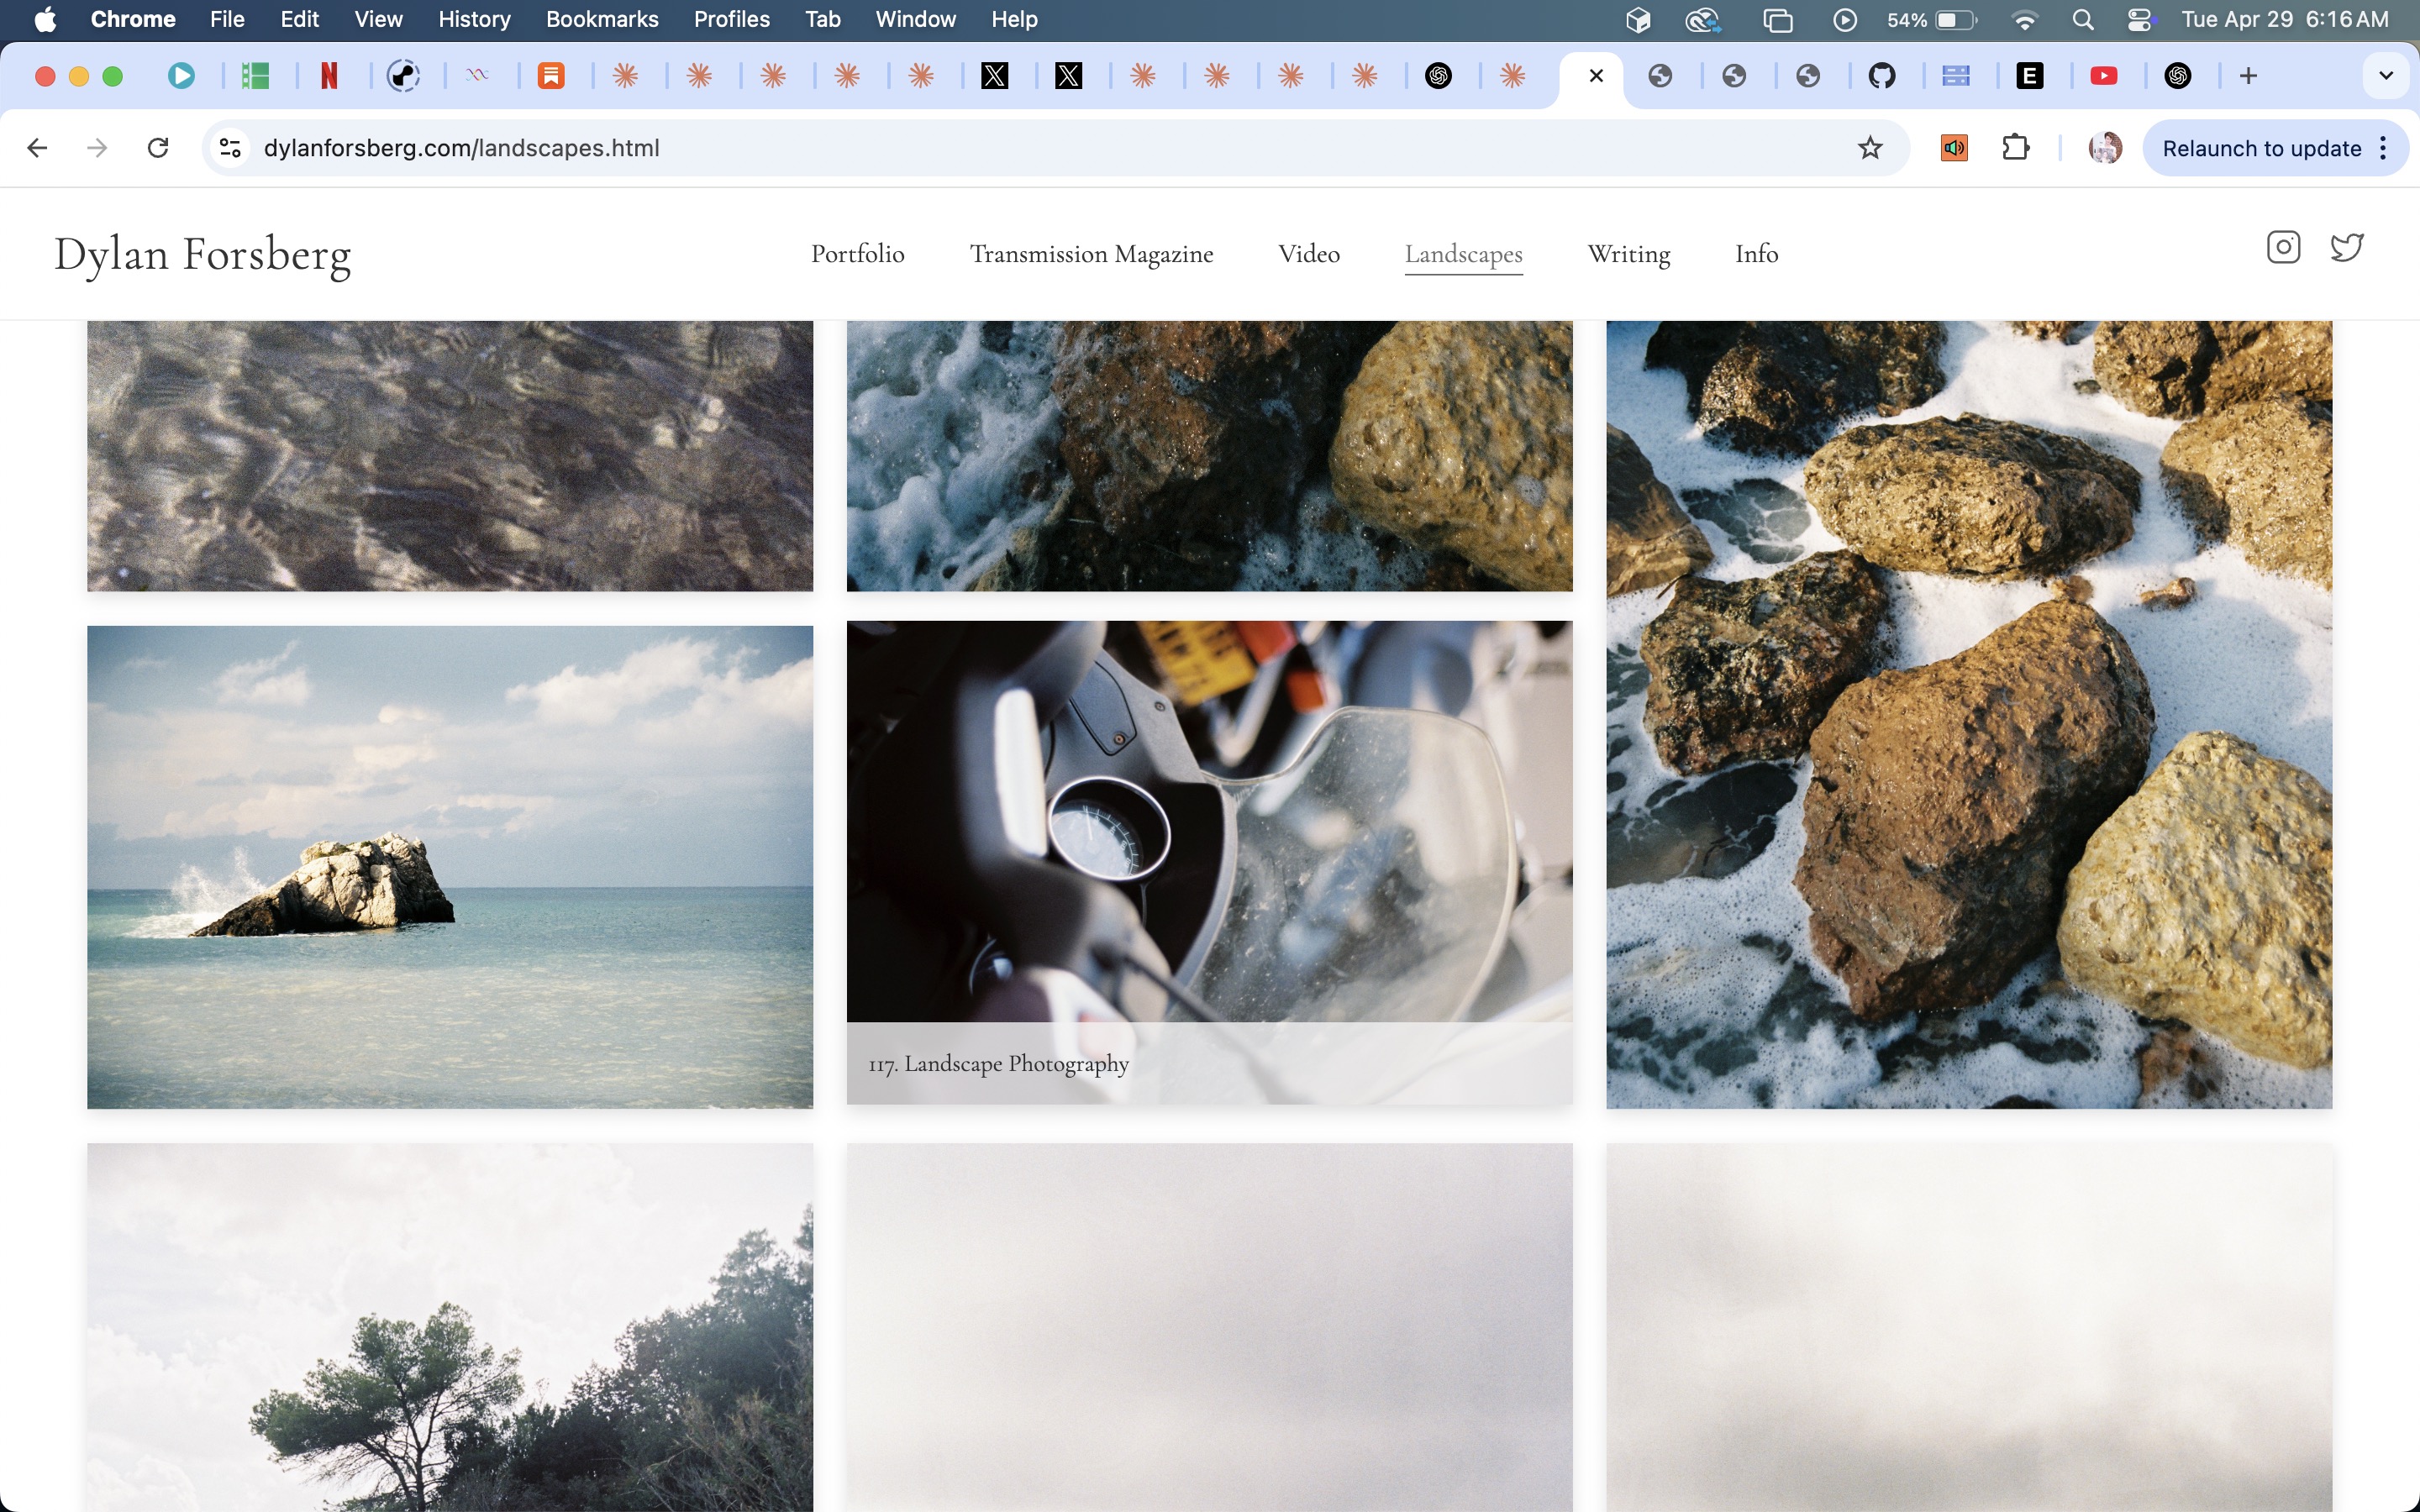 Chrome File Edit View History Bookmarks Profiles Tab Window Help 54% Tue Apr 29 6:16 AM
dylanforsberg.com/landscapes.html Relaunch to update
Dylan Forsberg Portfolio Transmission Magazine Video Landscapes Writing Info
117. Landscape Photography